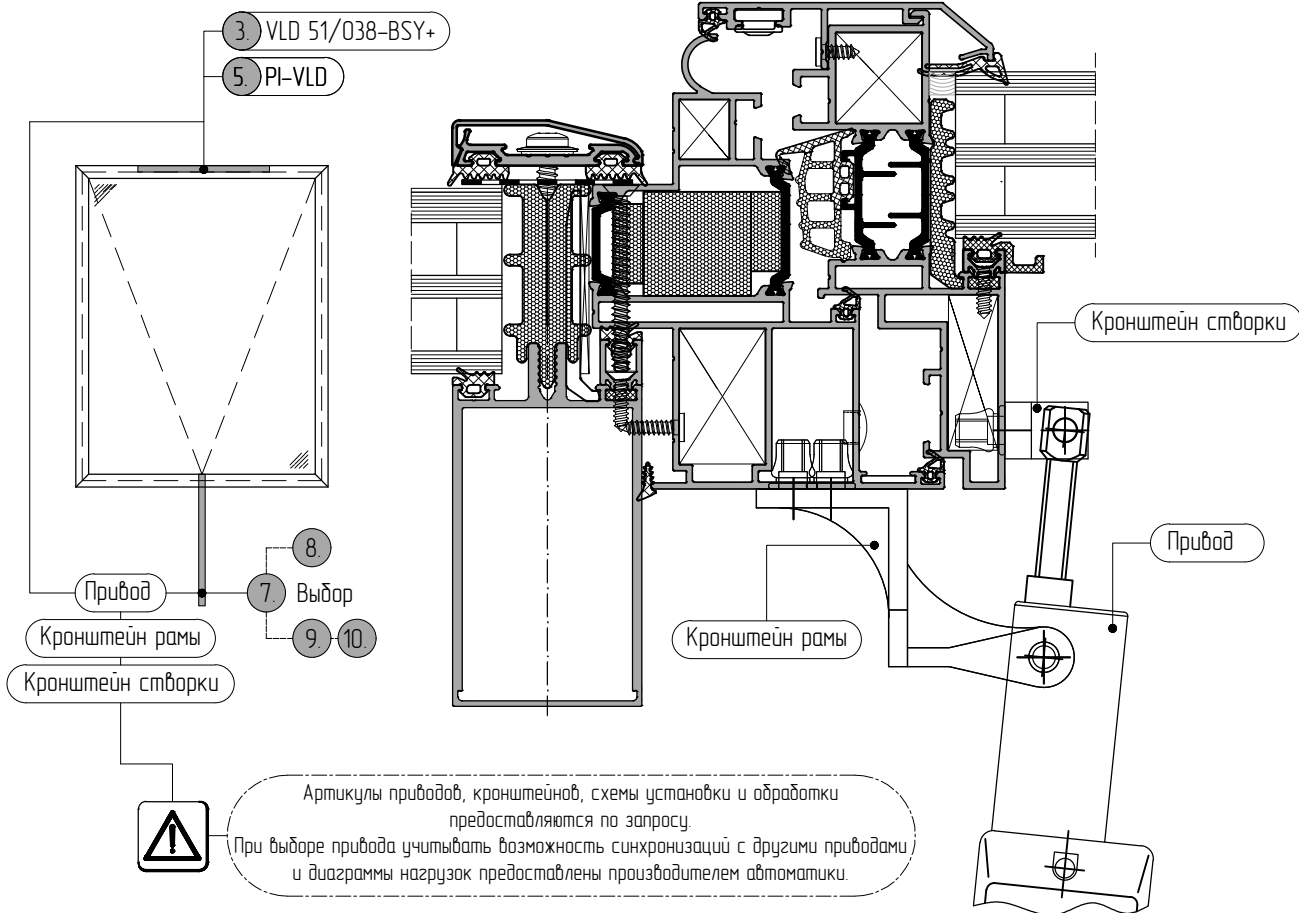 3. VLD 51/038-BSY+
5. PI-VLD
Кронштейн створки
Привод
8.
Привод
7. Выбор
Кронштейн рамы
9. 10.
Кронштейн рамы
Кронштейн створки
Артикулы приводов, кронштейнов, схемы установки и обработки
предоставляются по запросу.
При выборе привода учитывать возможность синхронизаций с другими приводами
и диаграммы нагрузок предоставлены производителем автоматики.